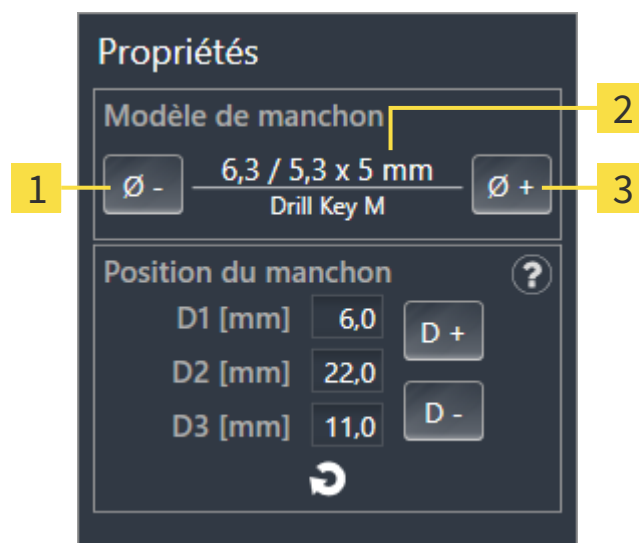 Propriétés
Modèle de manchon
2
1
Ø -
6,3 / 5,3 x 5 mm
Drill Key M
Ø +
3
Position du manchon
?
D1 [mm] 6,0
D +
D2 [mm] 22,0
D3 [mm] 11,0
D -